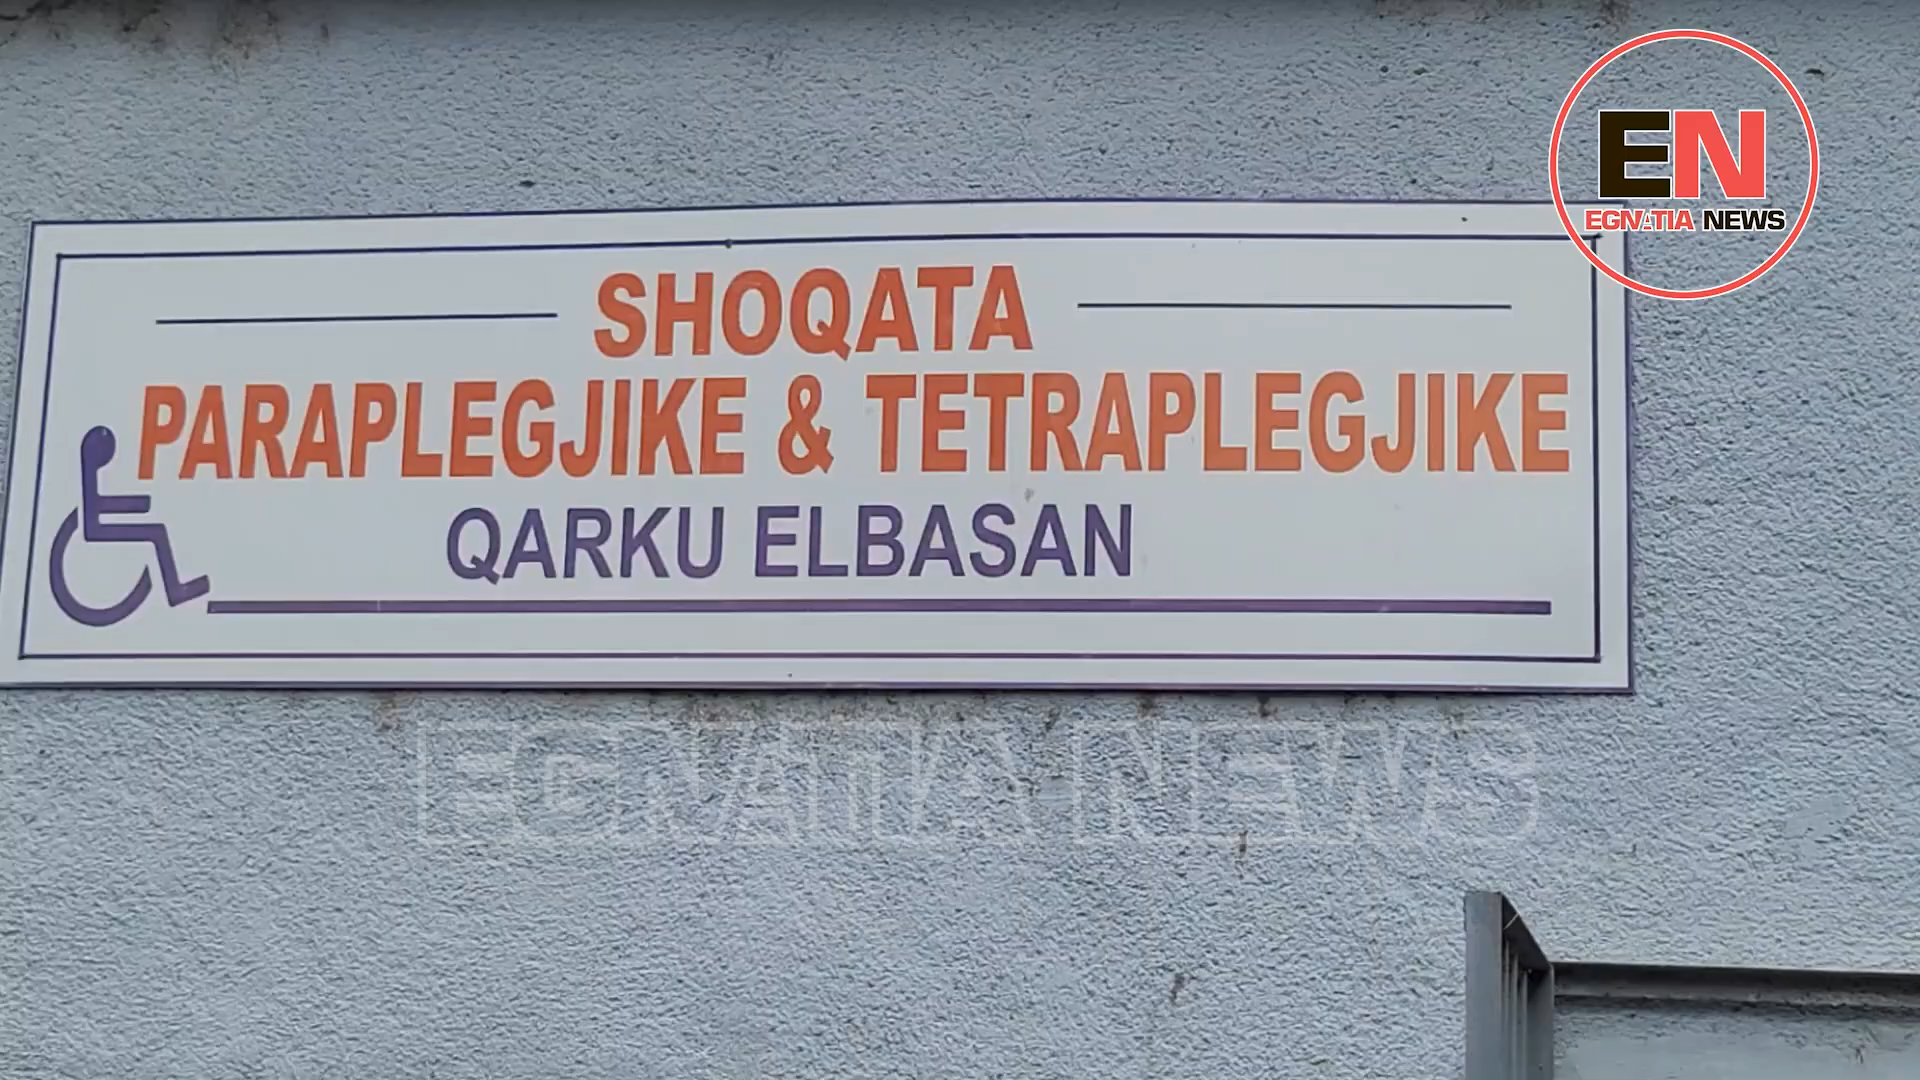 EN
EGNATIA NEWS
SHOQATA
PARAPLEGJIKE & TETRAPLEGJIKE
QARKU ELBASAN
EGNATIA NEWS